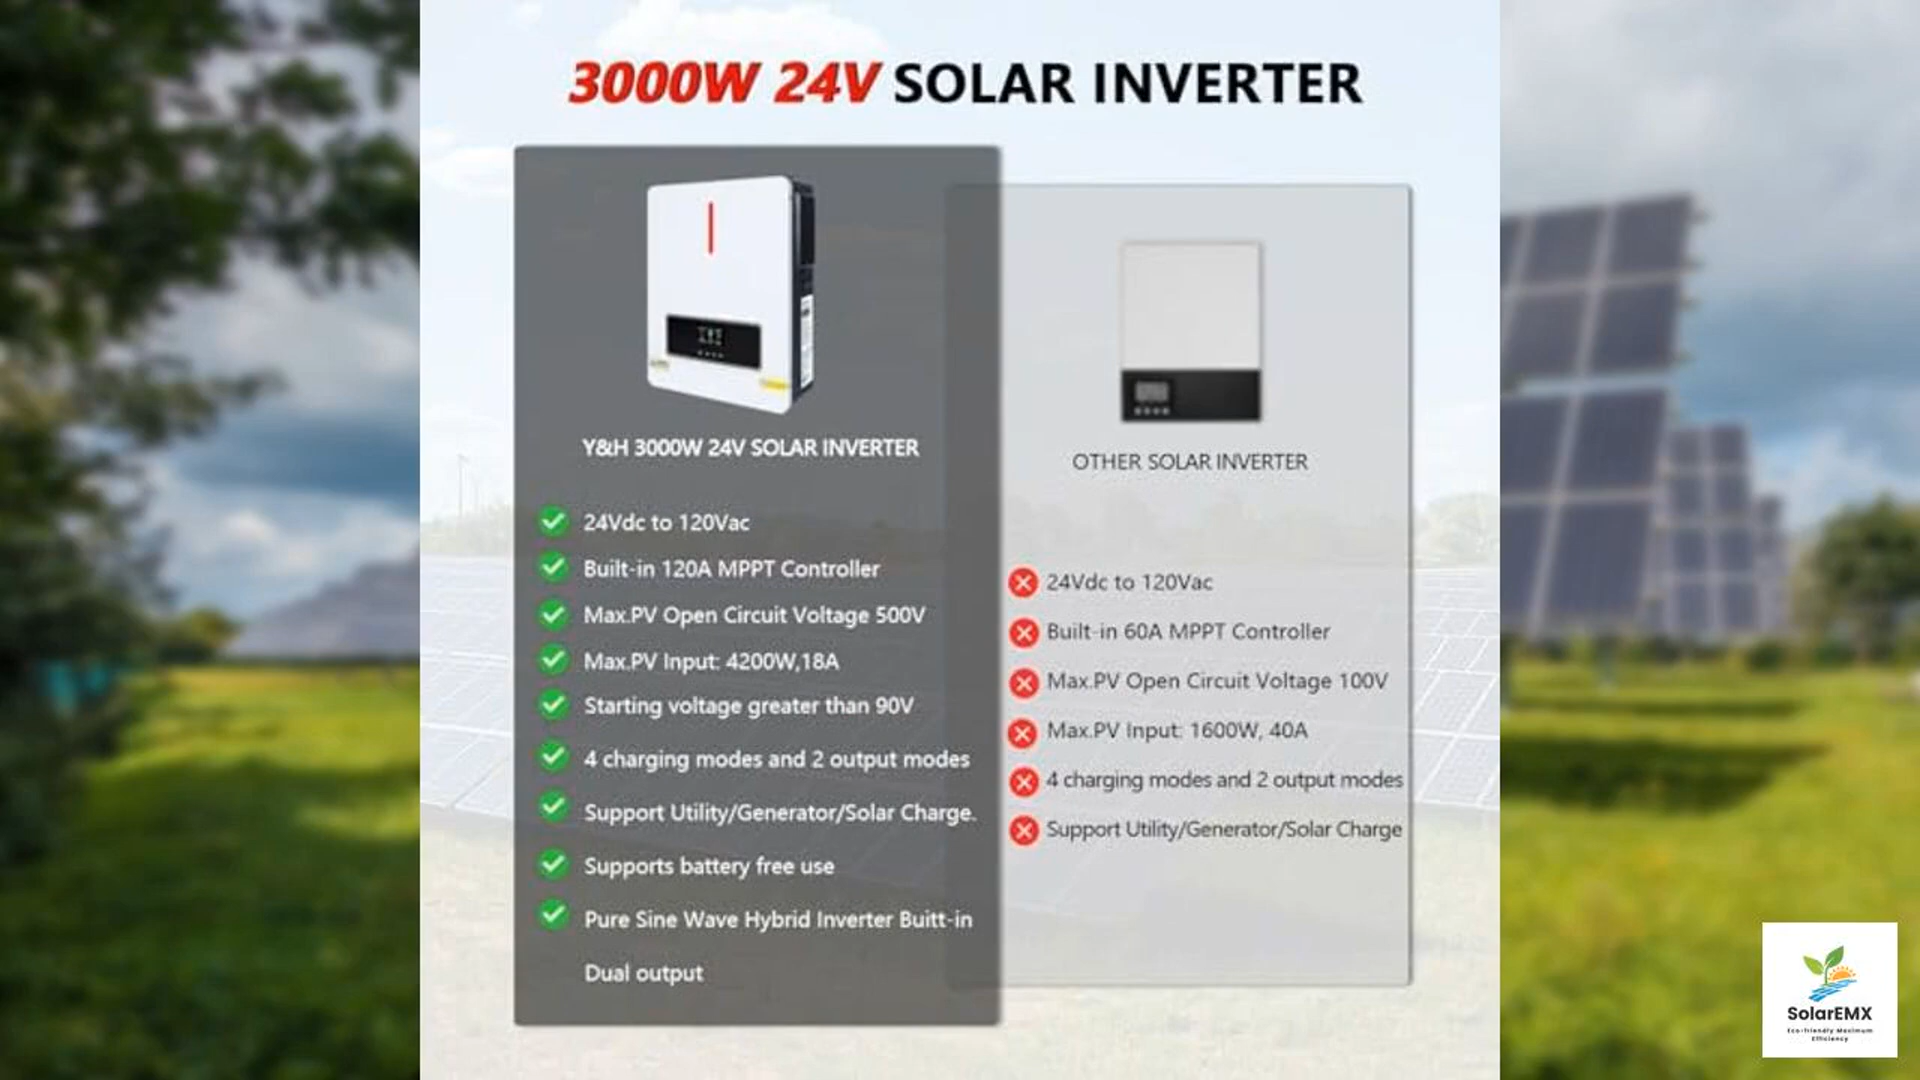 3000W 24V SOLAR INVERTER
Y&H 3000W 24V SOLAR INVERTER
24Vdc to 120Vac
Built-in 120A MPPT Controller
Max.PV Open Circuit Voltage 500V
Max.PV Input: 4200W,18A
Starting voltage greater than 90V
4 charging modes and 2 output modes
Support Utility/Generator/Solar Charge.
Supports battery free use
Pure Sine Wave Hybrid Inverter Buitt-in
Dual output
OTHER SOLAR INVERTER
24Vdc to 120Vac
Built-in 60A MPPT Controller
Max.PV Open Circuit Voltage 100V
Max.PV Input: 1600W, 40A
4 charging modes and 2 output modes
Support Utility/Generator/Solar Charge
SolarEMX
Eco-friendly Maximum
Efficiency